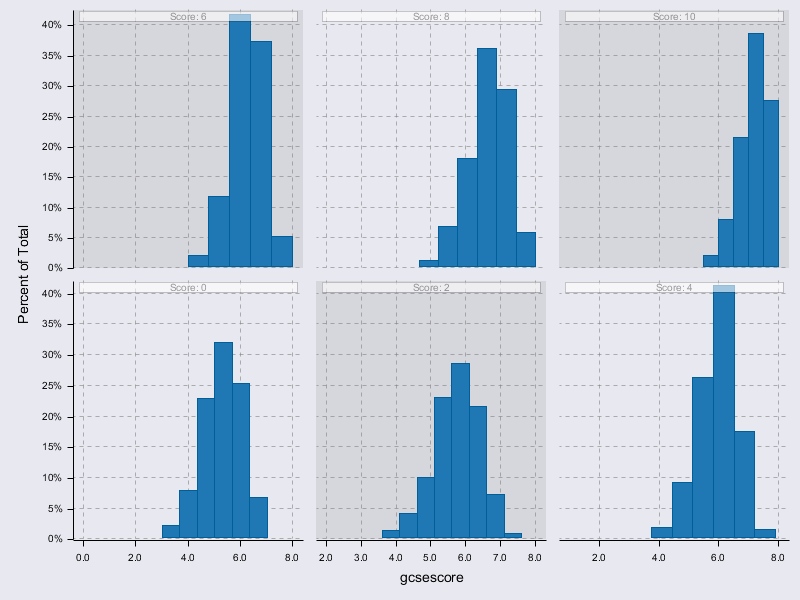 Score: 6
Score: 8
Score: 10
40%
35%
30%
25%
20%
15%
10%
5%
0%
Percent of Total
Score: 0
Score: 2
Score: 4
40%
35%
30%
25%
20%
15%
10%
5%
0%
0.0 2.0 4.0 6.0 8.0
2.0 3.0 4.0 5.0 6.0 7.0 8.0
2.0 4.0 6.0 8.0
gcsescore